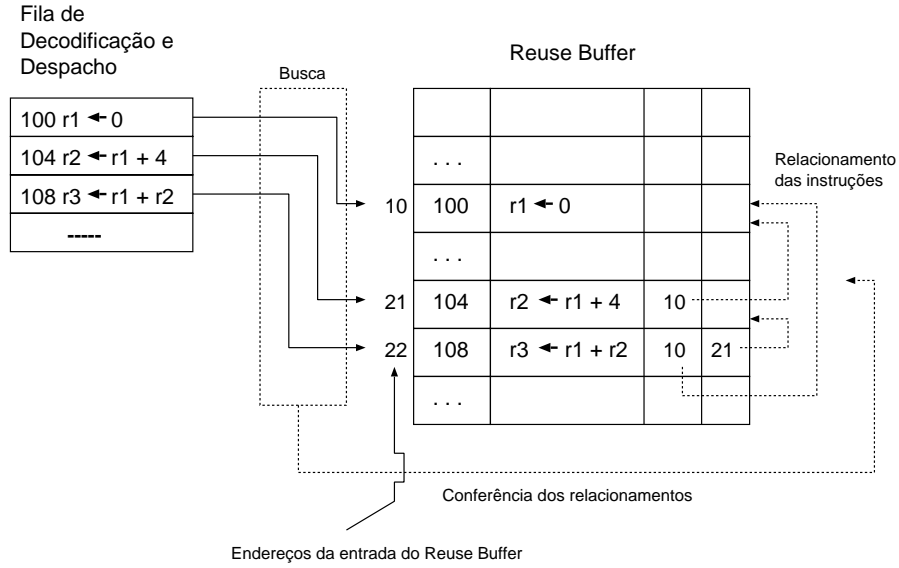 Fila de
Decodificação e
Despacho
Busca
Reuse Buffer
100 r1 ← 0
104 r2 ← r1 + 4
108 r3 ← r1 + r2
-----
. . .
10 100 r1 ← 0
. . .
21 104 r2 ← r1 + 4 10
22 108 r3 ← r1 + r2 10 21
. . .
Relacionamento
das instruções
Conferência dos relacionamentos
Endereços da entrada do Reuse Buffer